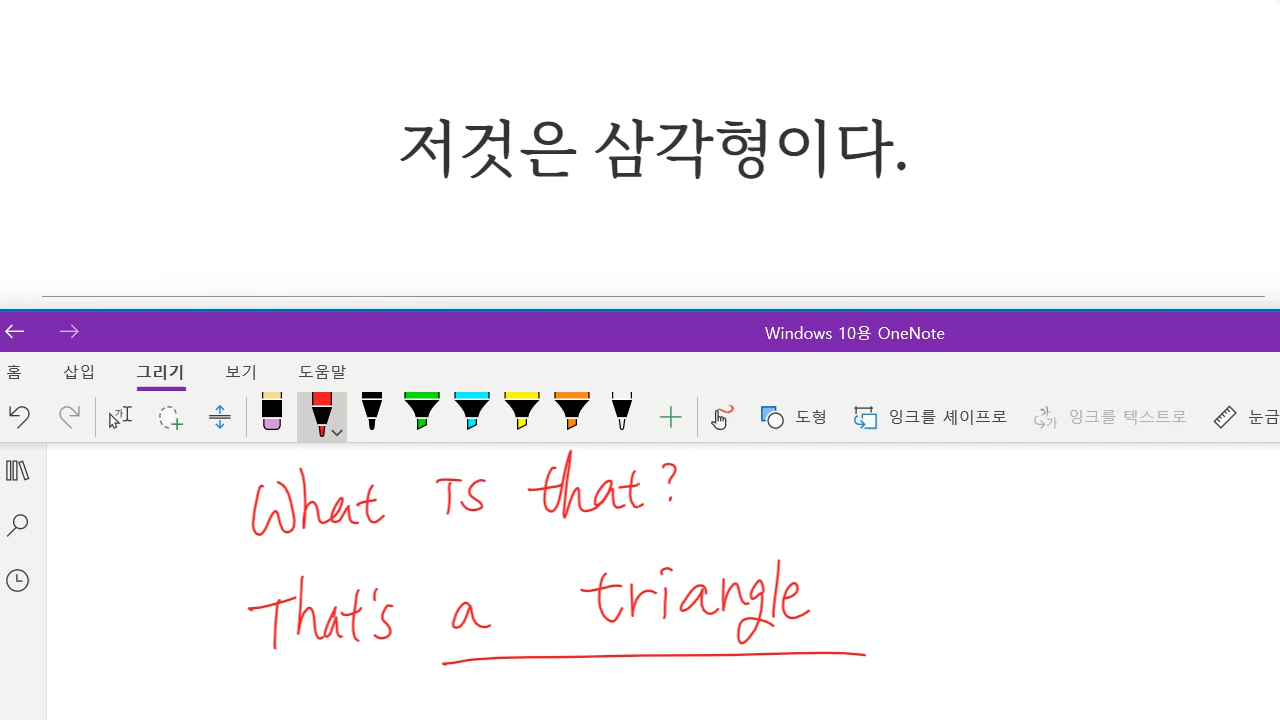 저것은 삼각형이다.
Windows 10용 OneNote
홈 삽입 그리기 보기 도움말
가 도형 잉크를 셰이프로 가 잉크를 텍스트로 눈금
What IS that?
That's a triangle